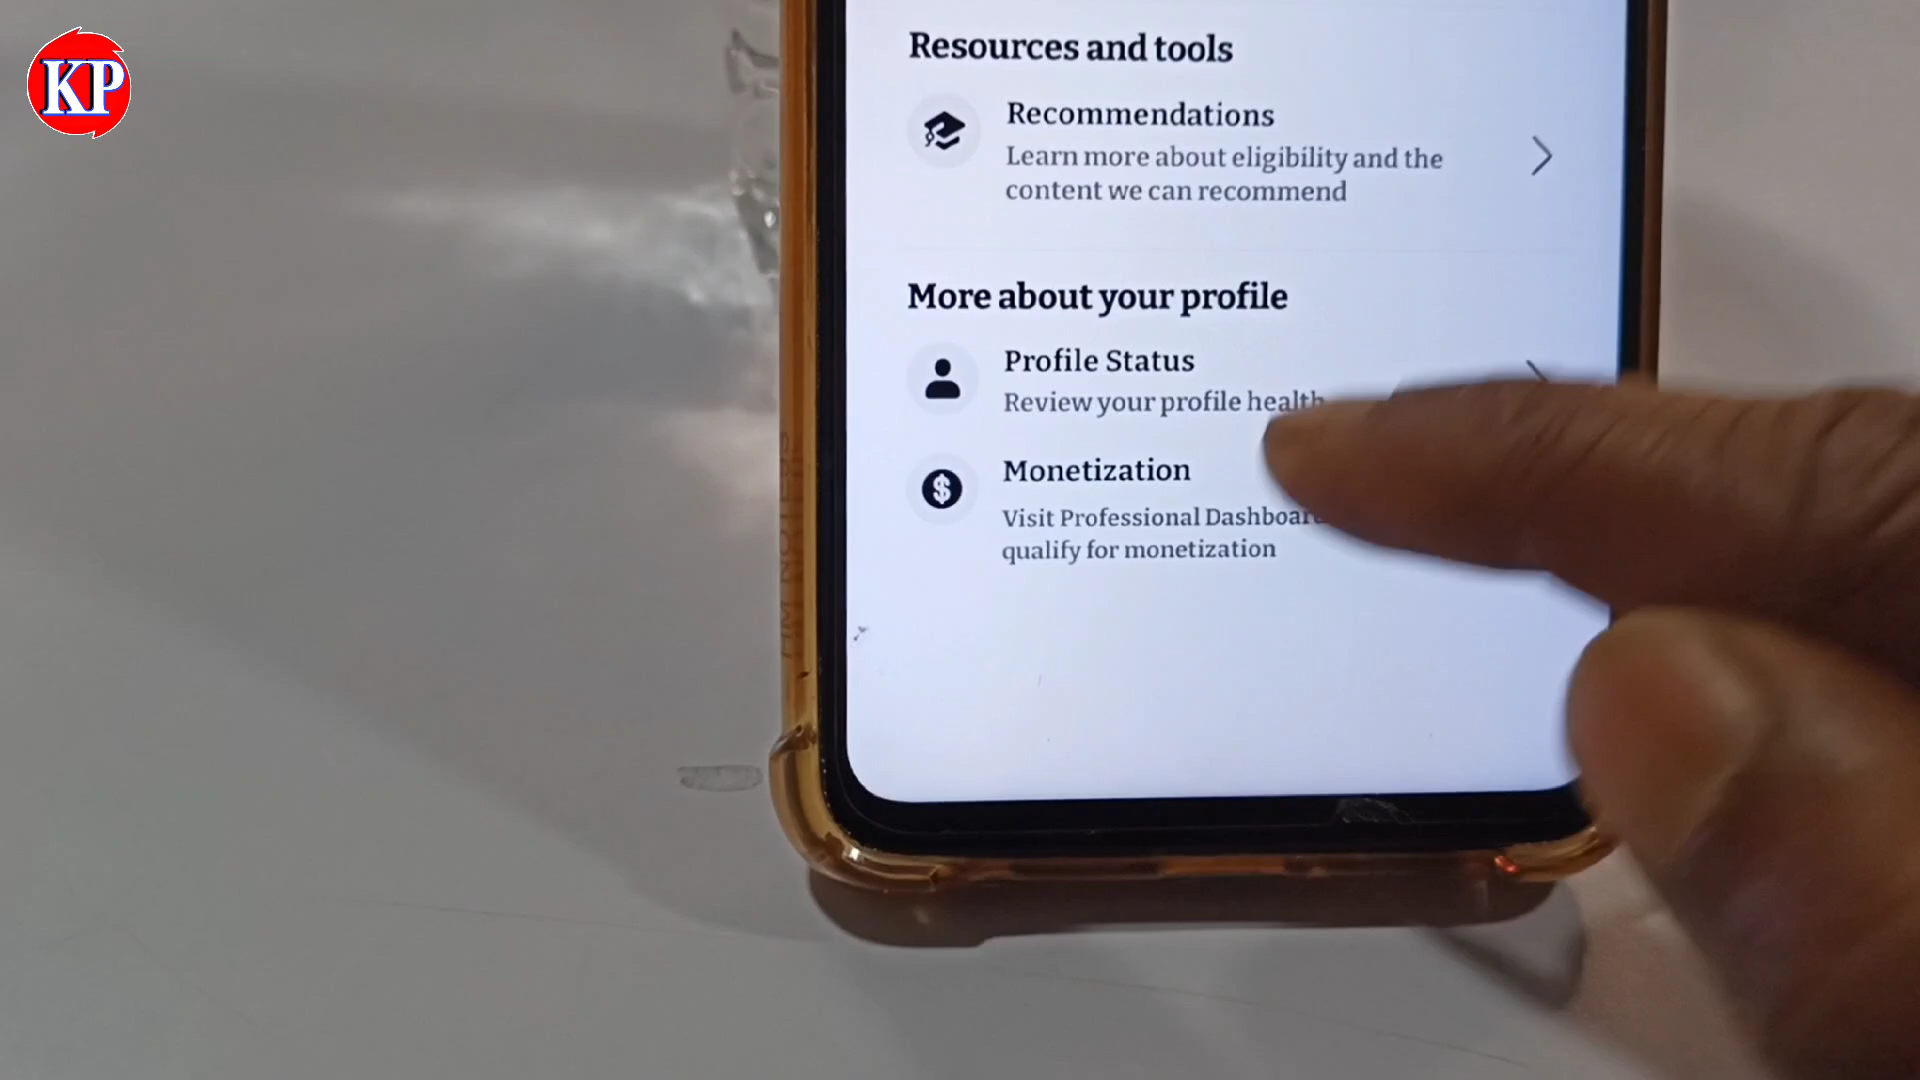 KP
Resources and tools
Recommendations
Learn more about eligibility and the
content we can recommend
More about your profile
Profile Status
Review your profile health
Monetization
Visit Professional Dashboard
qualify for monetization